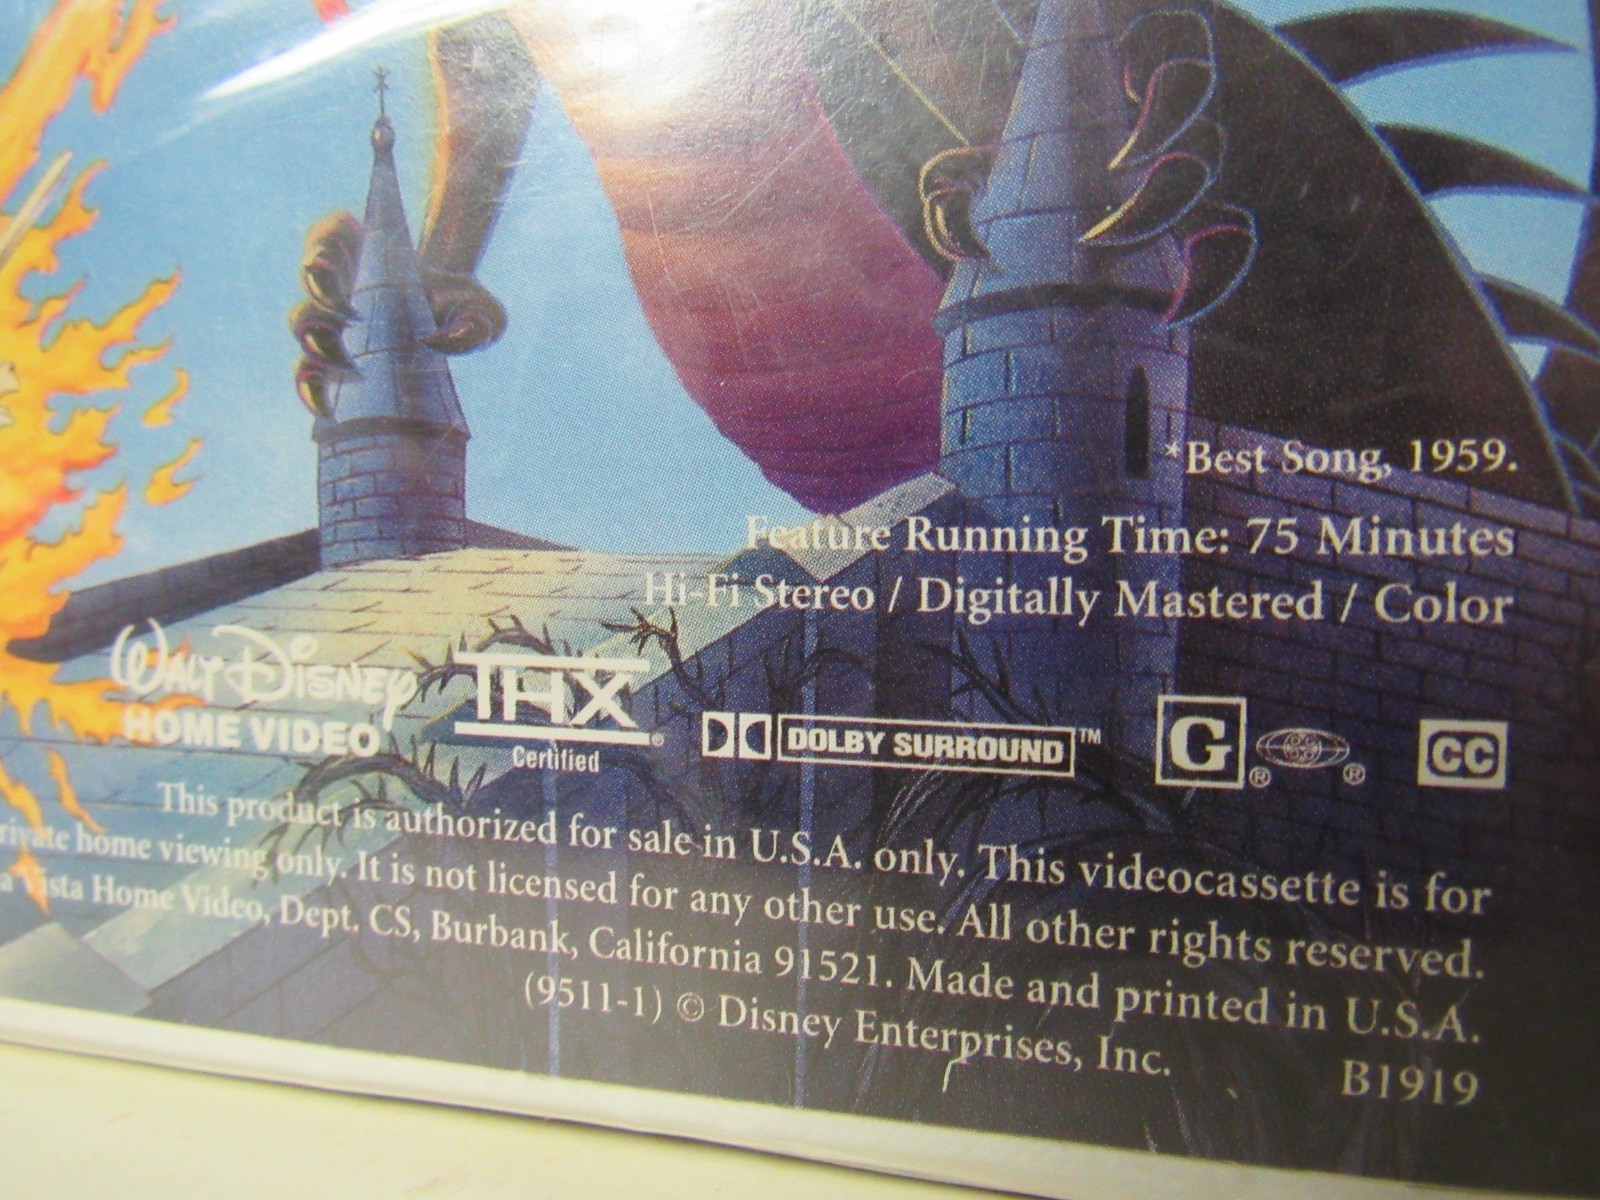 *Best Song, 1959.
Feature Running Time: 75 Minutes
Hi-Fi Stereo / Digitally Mastered / Color
WALT DISNEY
HOME VIDEO
THX ®
Certified
DOLBY SURROUND ™
G ® ®
CC
This product is authorized for sale in U.S.A. only. This videocassette is for
home viewing only. It is not licensed for any other use. All other rights reserved.
Vista Home Video, Dept. CS, Burbank, California 91521. Made and printed in U.S.A.
(9511-1) © Disney Enterprises, Inc.
B1919